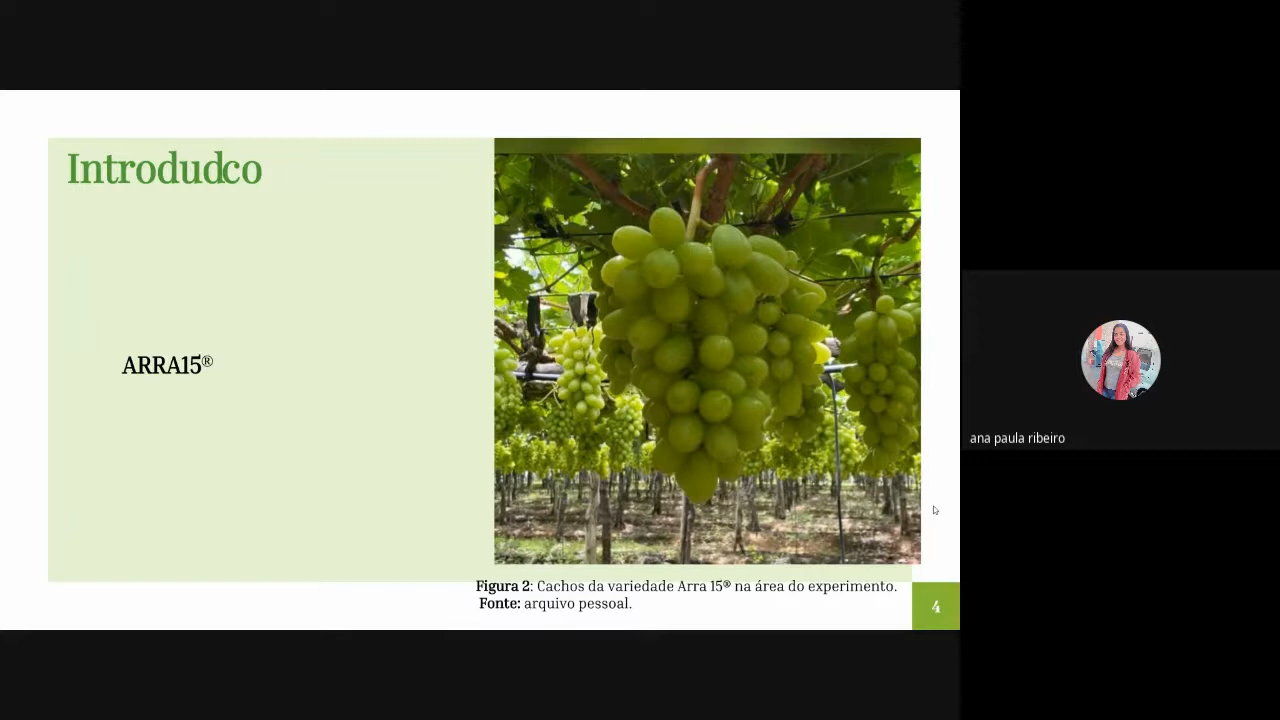 Introdudco
ARRA15®
Figura 2: Cachos da variedade Arra 15® na área do experimento.
Fonte: arquivo pessoal.
4
ana paula ribeiro